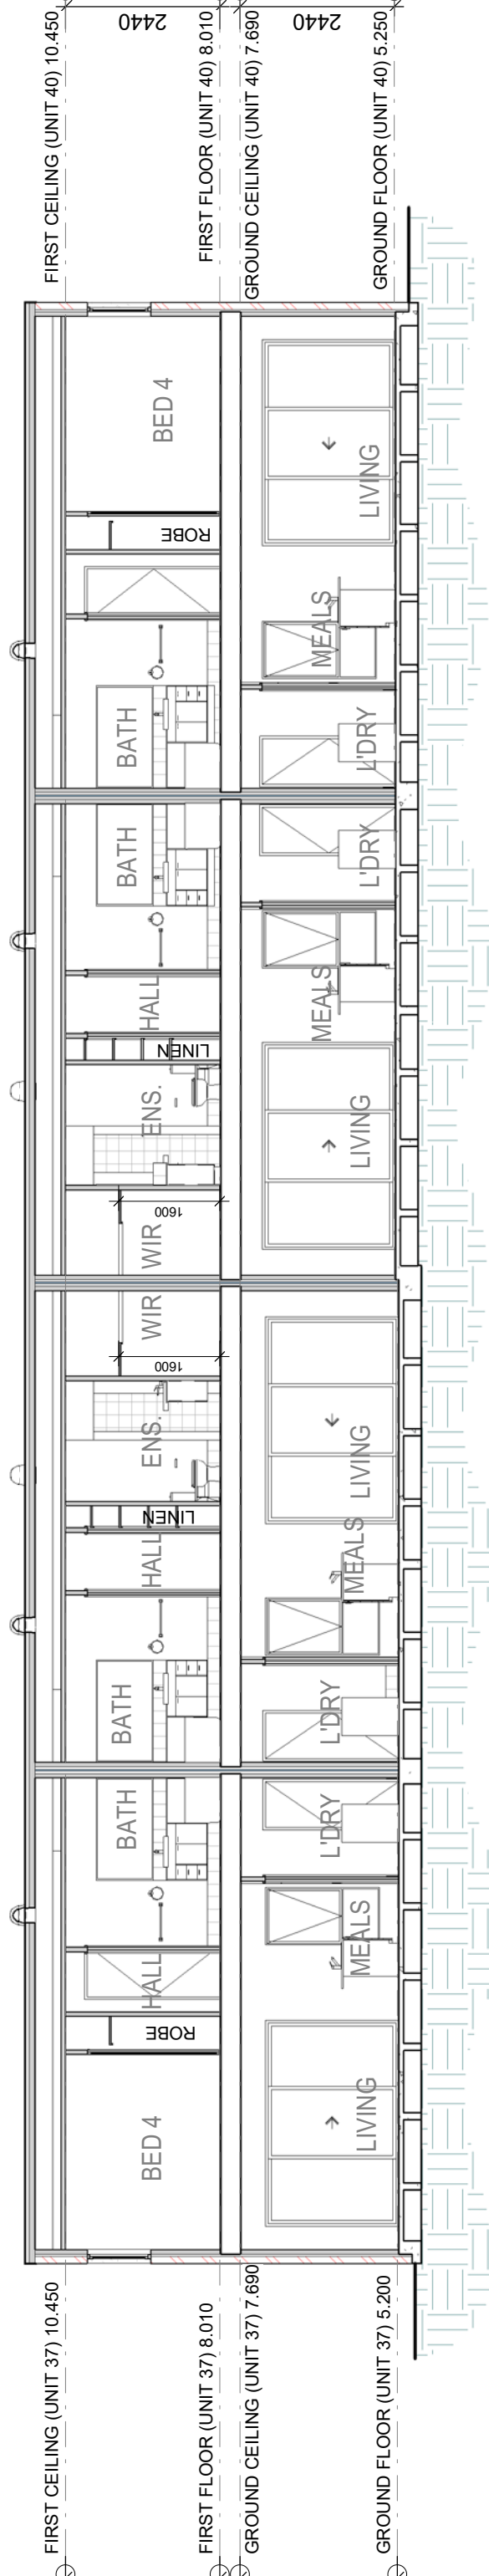 FIRST CEILING (UNIT 40) 10.450
2440
FIRST FLOOR (UNIT 40) 8.010
GROUND CEILING (UNIT 40) 7.690
2440
GROUND FLOOR (UNIT 40) 5.250
BED 4
ROBE
BATH
BATH
HALL
LINEN
ENS.
WIR
1600
WIR
1600
ENS.
LINEN
HALL
BATH
BATH
HALL
ROBE
BED 4
LIVING
MEALS
L'DRY
L'DRY
MEALS
LIVING
LIVING
MEALS
L'DRY
L'DRY
MEALS
LIVING
FIRST CEILING (UNIT 37) 10.450
FIRST FLOOR (UNIT 37) 8.010
GROUND CEILING (UNIT 37) 7.690
GROUND FLOOR (UNIT 37) 5.200